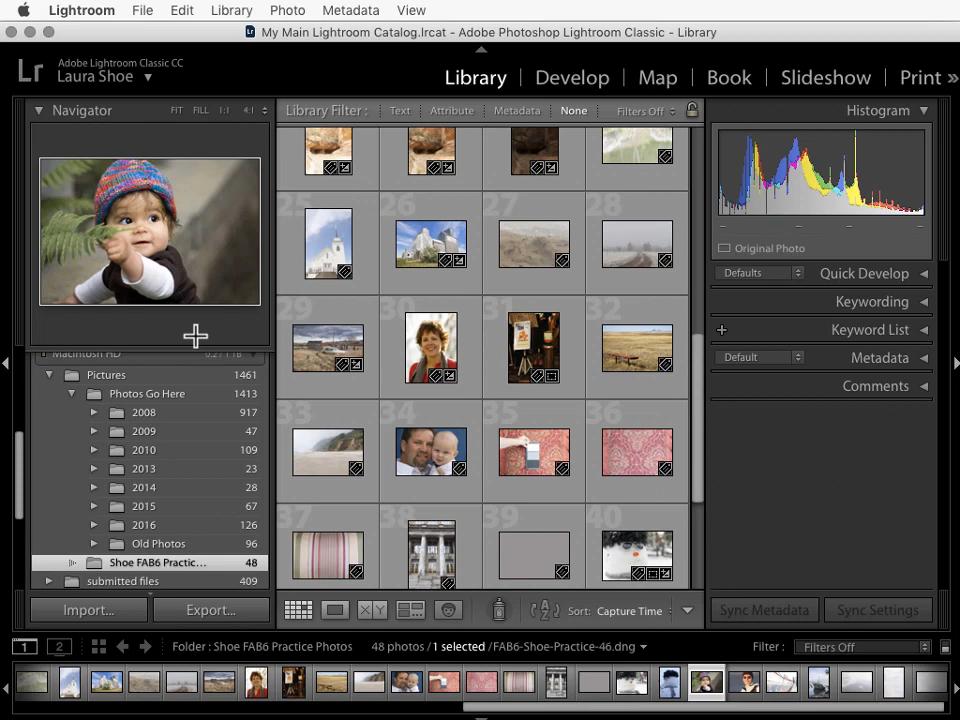 Lightroom File Edit Library Photo Metadata View
My Main Lightroom Catalog.lrcat - Adobe Photoshop Lightroom Classic - Library
Lr Adobe Lightroom Classic CC
Laura Shoe
Library | Develop | Map | Book | Slideshow | Print »
Navigator FIT FILL 1:1 4:1
Library Filter : Text Attribute Metadata None Filters Off
Histogram
Original Photo
Defaults Quick Develop
Keywording
Keyword List
Default Metadata
Comments
25 26 27 28
29 30 31 32
33 34 35 36
37 38 39 40
Macintosh HD
Pictures 1461
Photos Go Here 1413
2008 917
2009 47
2010 109
2013 23
2014 28
2015 67
2016 126
Old Photos 96
Shoe FAB6 Practic... 48
submitted files 409
Import... Export...
X Y
A Z
Sort: Capture Time
Sync Metadata Sync Settings
1 2
Folder : Shoe FAB6 Practice Photos 48 photos / 1 selected / FAB6-Shoe-Practice-46.dng
Filter : Filters Off